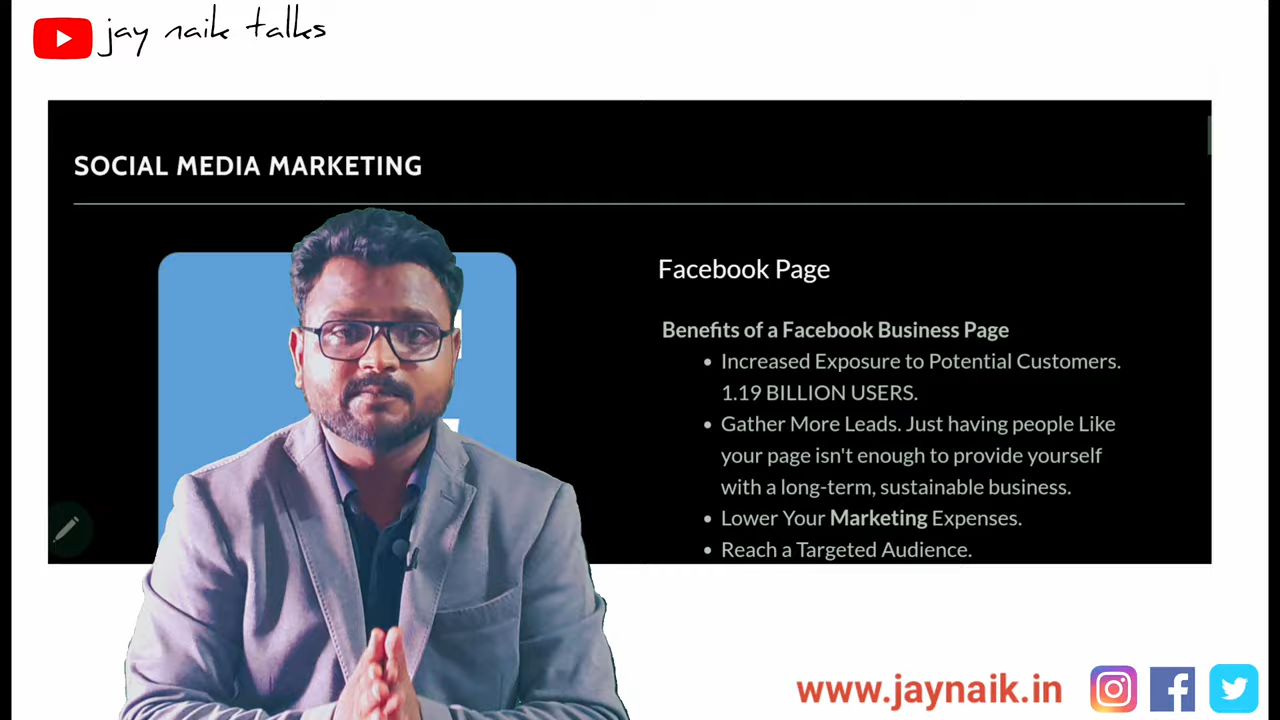 jay naik talks
SOCIAL MEDIA MARKETING
Facebook Page
Benefits of a Facebook Business Page
• Increased Exposure to Potential Customers.
1.19 BILLION USERS.
• Gather More Leads. Just having people Like
your page isn't enough to provide yourself
with a long-term, sustainable business.
• Lower Your Marketing Expenses.
• Reach a Targeted Audience.
www.jaynaik.in